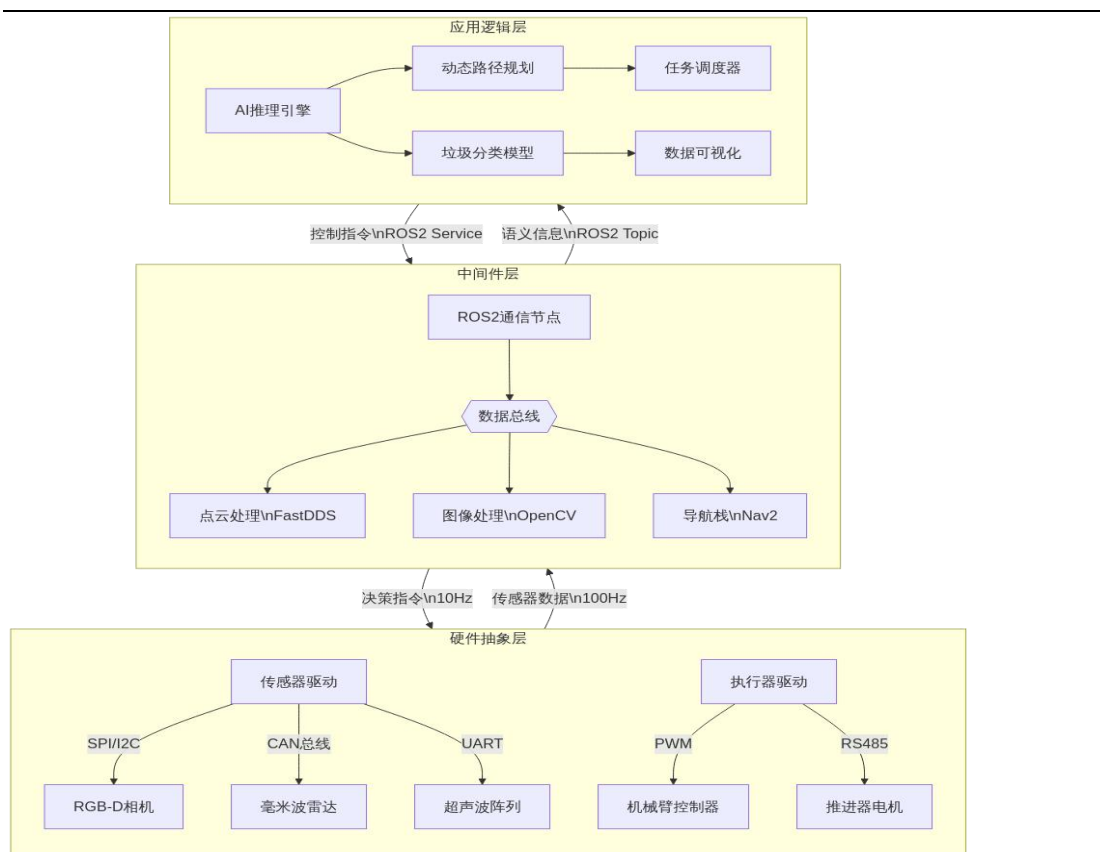 应用逻辑层
动态路径规划
任务调度器
AI推理引擎
垃圾分类模型
数据可视化
控制指令\nROS2 Service
语义信息\nROS2 Topic
中间件层
ROS2通信节点
数据总线
点云处理\nFastDDS
图像处理\nOpenCV
导航栈\nNav2
决策指令\n10Hz
传感器数据\n100Hz
硬件抽象层
传感器驱动
执行器驱动
SPI/I2C
CAN总线
UART
PWM
RS485
RGB-D相机
毫米波雷达
超声波阵列
机械臂控制器
推进器电机